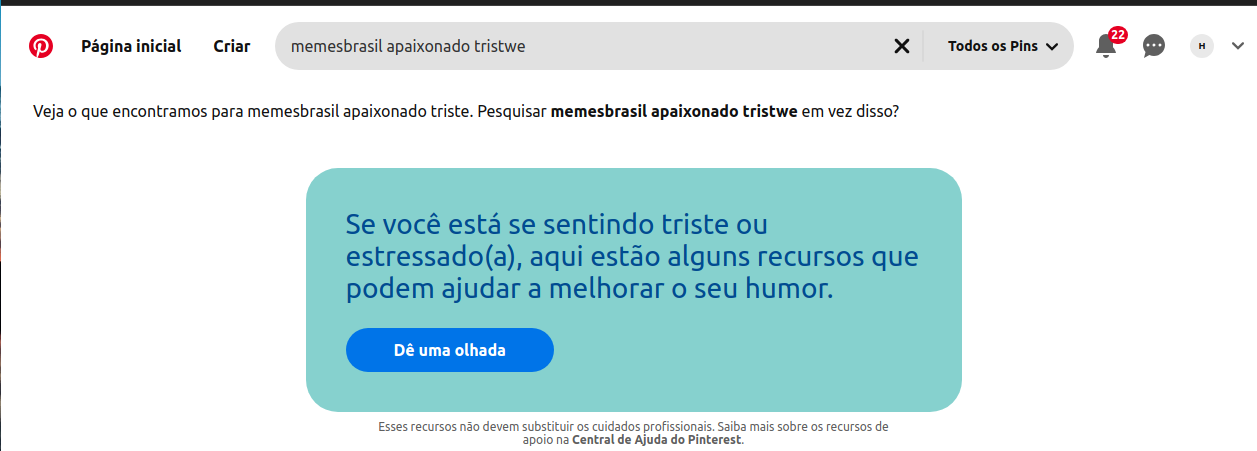 Página inicial Criar memesbrasil apaixonado tristwe Todos os Pins 22 H
Veja o que encontramos para memesbrasil apaixonado triste. Pesquisar memesbrasil apaixonado tristwe em vez disso?
Se você está se sentindo triste ou
estressado(a), aqui estão alguns recursos que
podem ajudar a melhorar o seu humor.
Dê uma olhada
Esses recursos não devem substituir os cuidados profissionais. Saiba mais sobre os recursos de
apoio na Central de Ajuda do Pinterest.